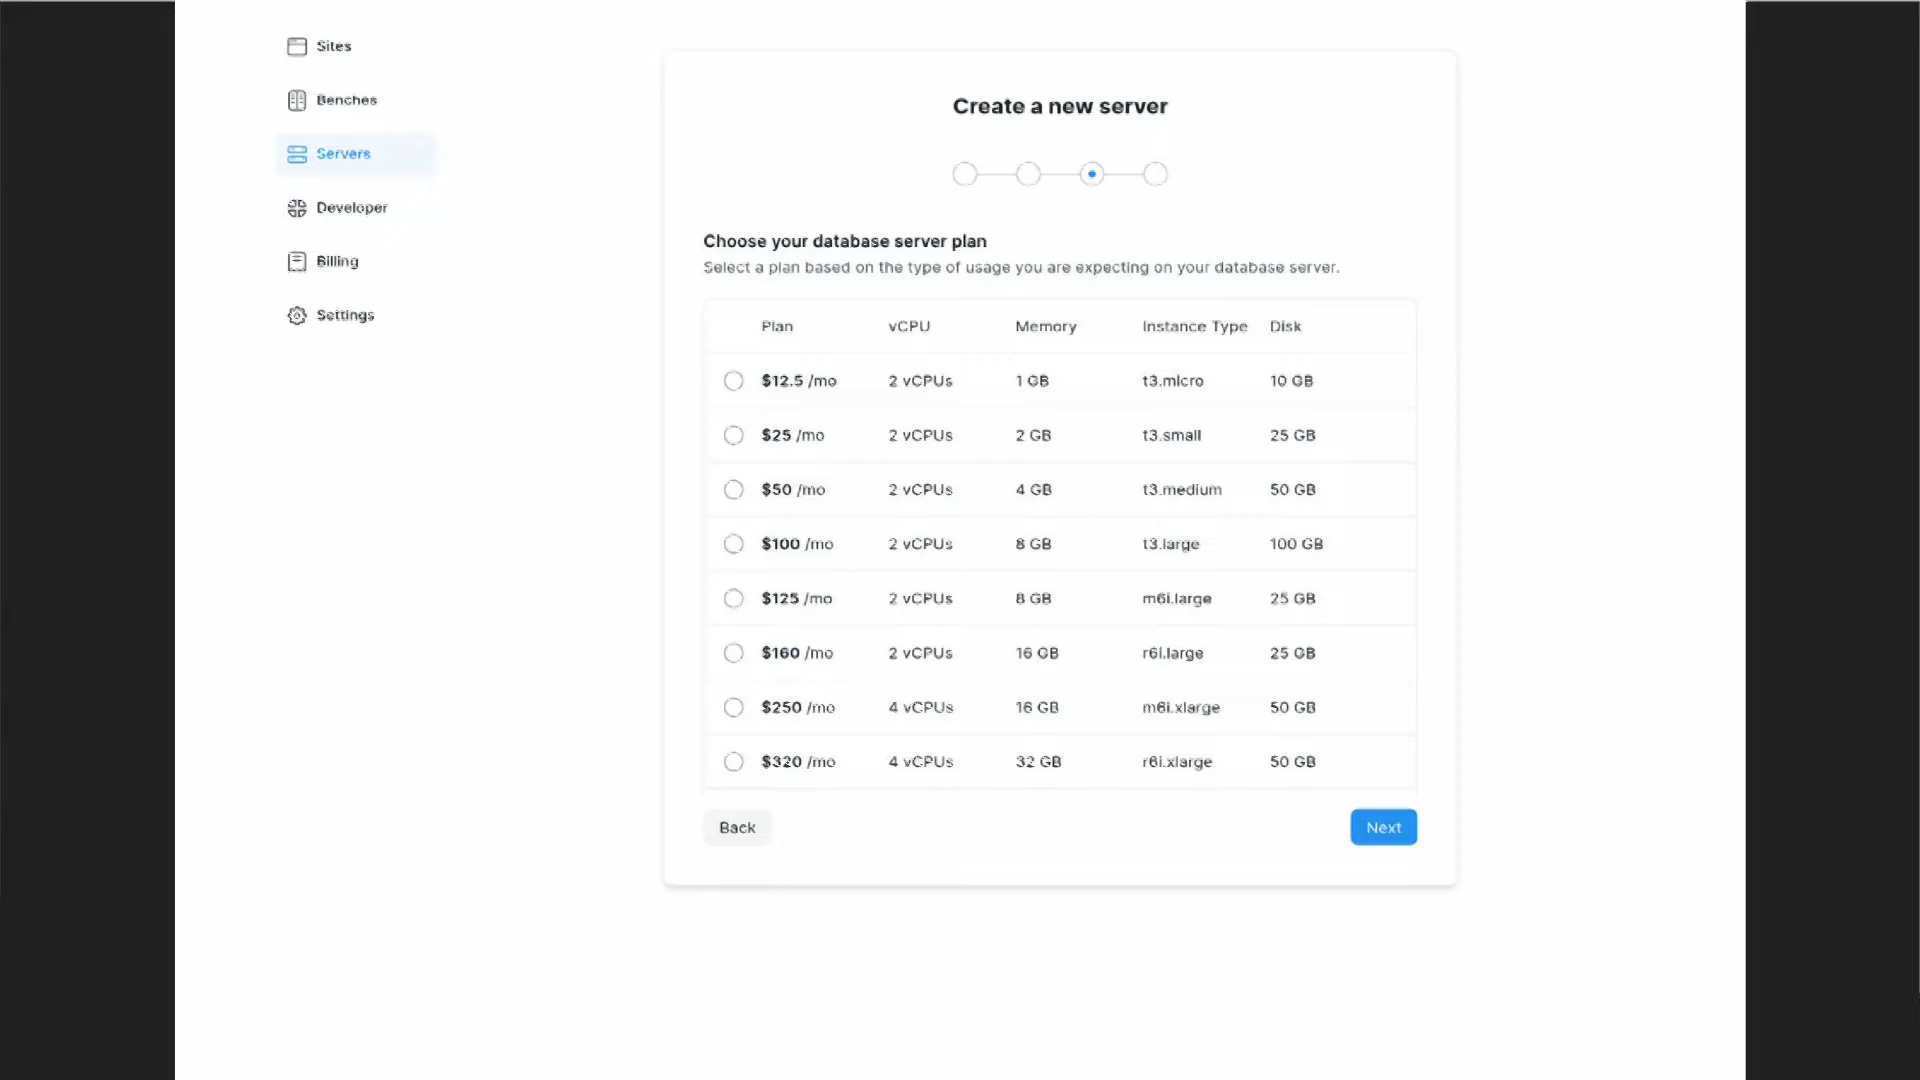 Sites
Benches
Servers
Developer
Billing
Settings
Create a new server
Choose your database server plan
Select a plan based on the type of usage you are expecting on your database server.
Plan vCPU Memory Instance Type Disk
$12.5 /mo 2 vCPUs 1 GB t3.micro 10 GB
$25 /mo 2 vCPUs 2 GB t3.small 25 GB
$50 /mo 2 vCPUs 4 GB t3.medium 50 GB
$100 /mo 2 vCPUs 8 GB t3.large 100 GB
$125 /mo 2 vCPUs 8 GB m6i.large 25 GB
$160 /mo 2 vCPUs 16 GB r6i.large 25 GB
$250 /mo 4 vCPUs 16 GB m6i.xlarge 50 GB
$320 /mo 4 vCPUs 32 GB r6i.xlarge 50 GB
Back Next